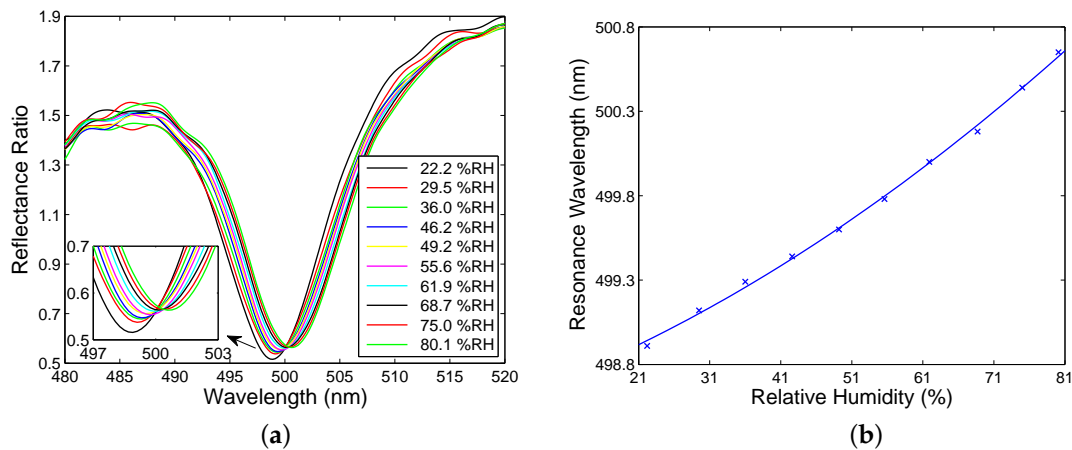 1.9
1.7
1.5
1.3
1.1
0.9
0.7
0.5
Reflectance Ratio
480 485 490 495 500 505 510 515 520
Wavelength (nm)
0.7
0.6
0.5
497 500 503
22.2 %RH
29.5 %RH
36.0 %RH
46.2 %RH
49.2 %RH
55.6 %RH
61.9 %RH
68.7 %RH
75.0 %RH
80.1 %RH
(a)
500.8
500.3
499.8
499.3
498.8
Resonance Wavelength (nm)
21 31 41 51 61 71 81
Relative Humidity (%)
(b)